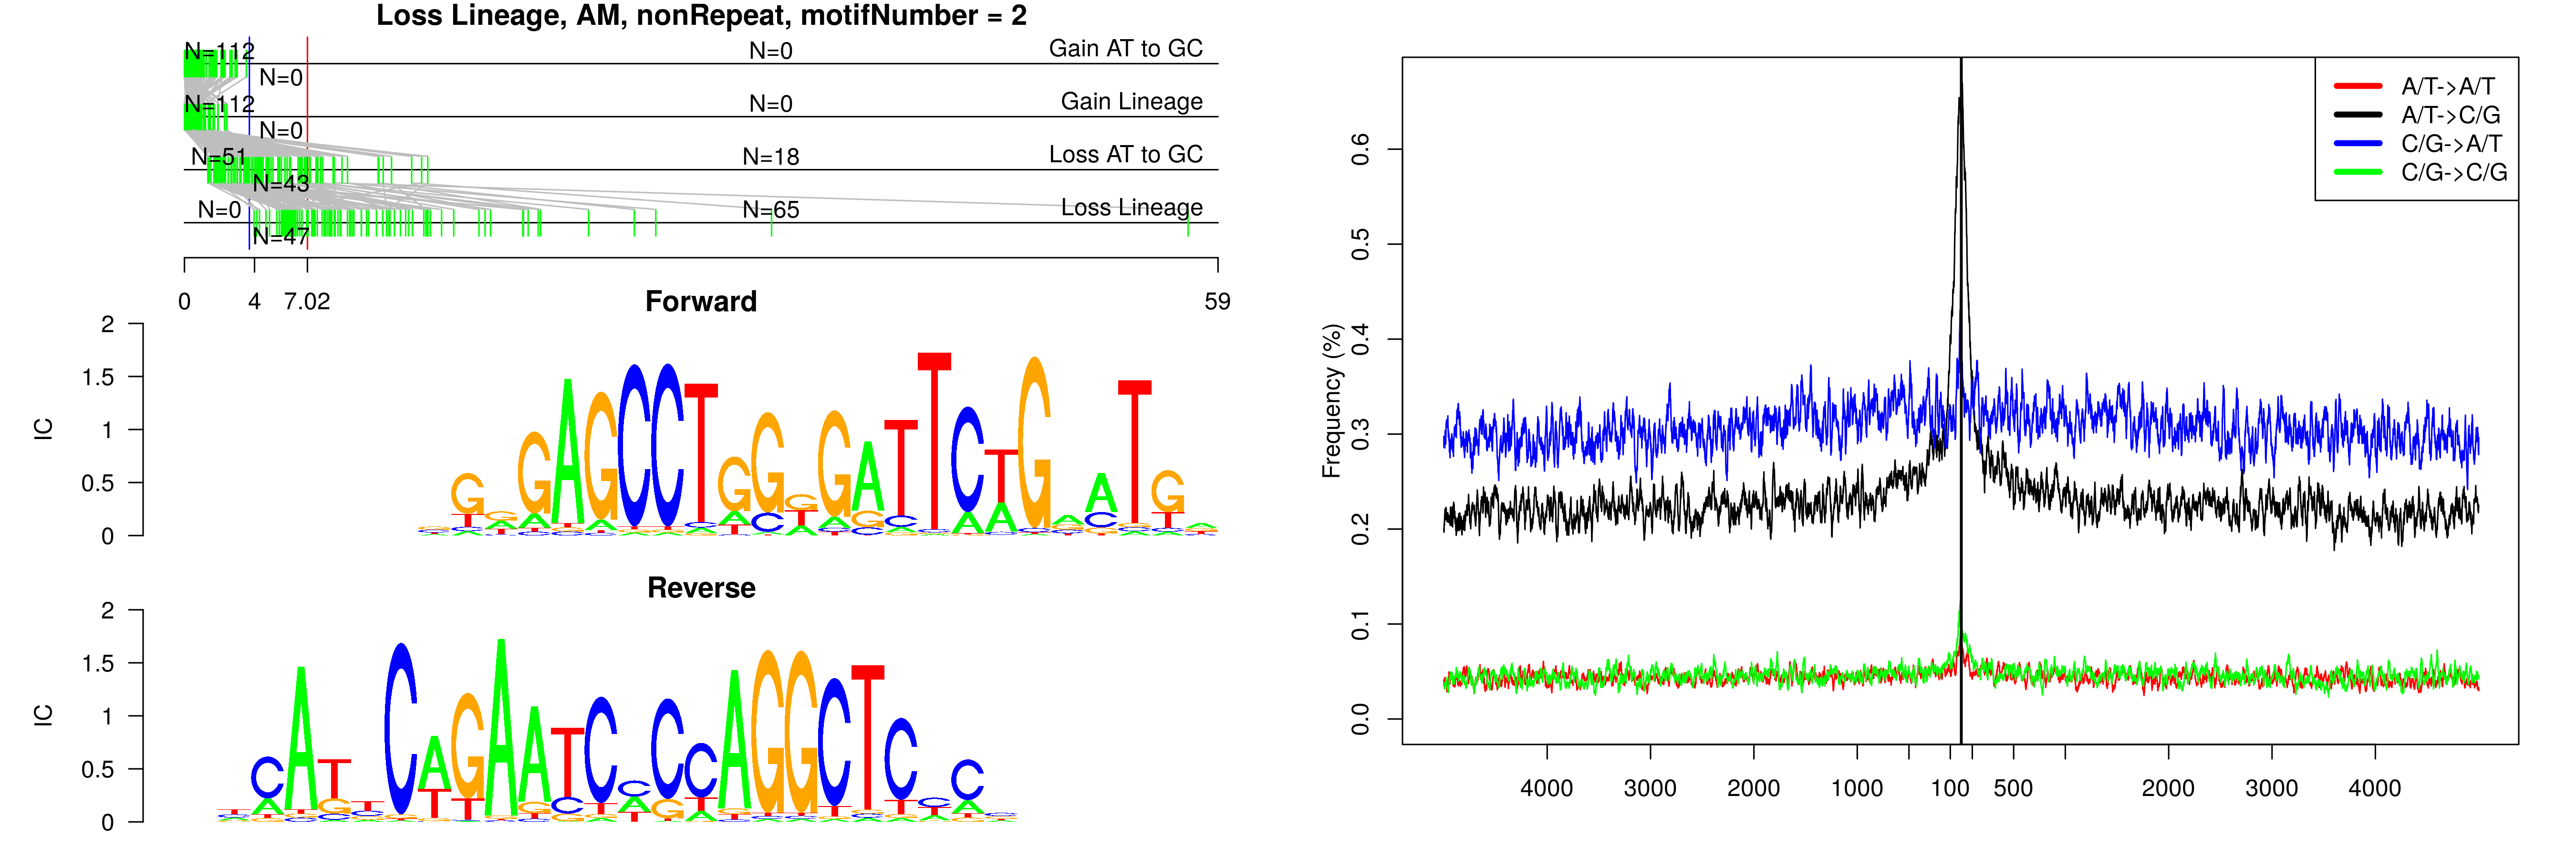 Loss Lineage, AM, nonRepeat, motifNumber = 2
N=112 N=0 Gain AT to GC
N=0
N=112 N=0 Gain Lineage
N=0
N=51 N=18 Loss AT to GC
N=43
N=0 N=65 Loss Lineage
N=47
0 4 7.02 59
Forward
IC
2
1.5
1
0.5
0
Reverse
IC
2
1.5
1
0.5
0
Frequency (%)
0.6
0.5
0.4
0.3
0.2
0.1
0.0
A/T->A/T
A/T->C/G
C/G->A/T
C/G->C/G
4000 3000 2000 1000 100 500 2000 3000 4000